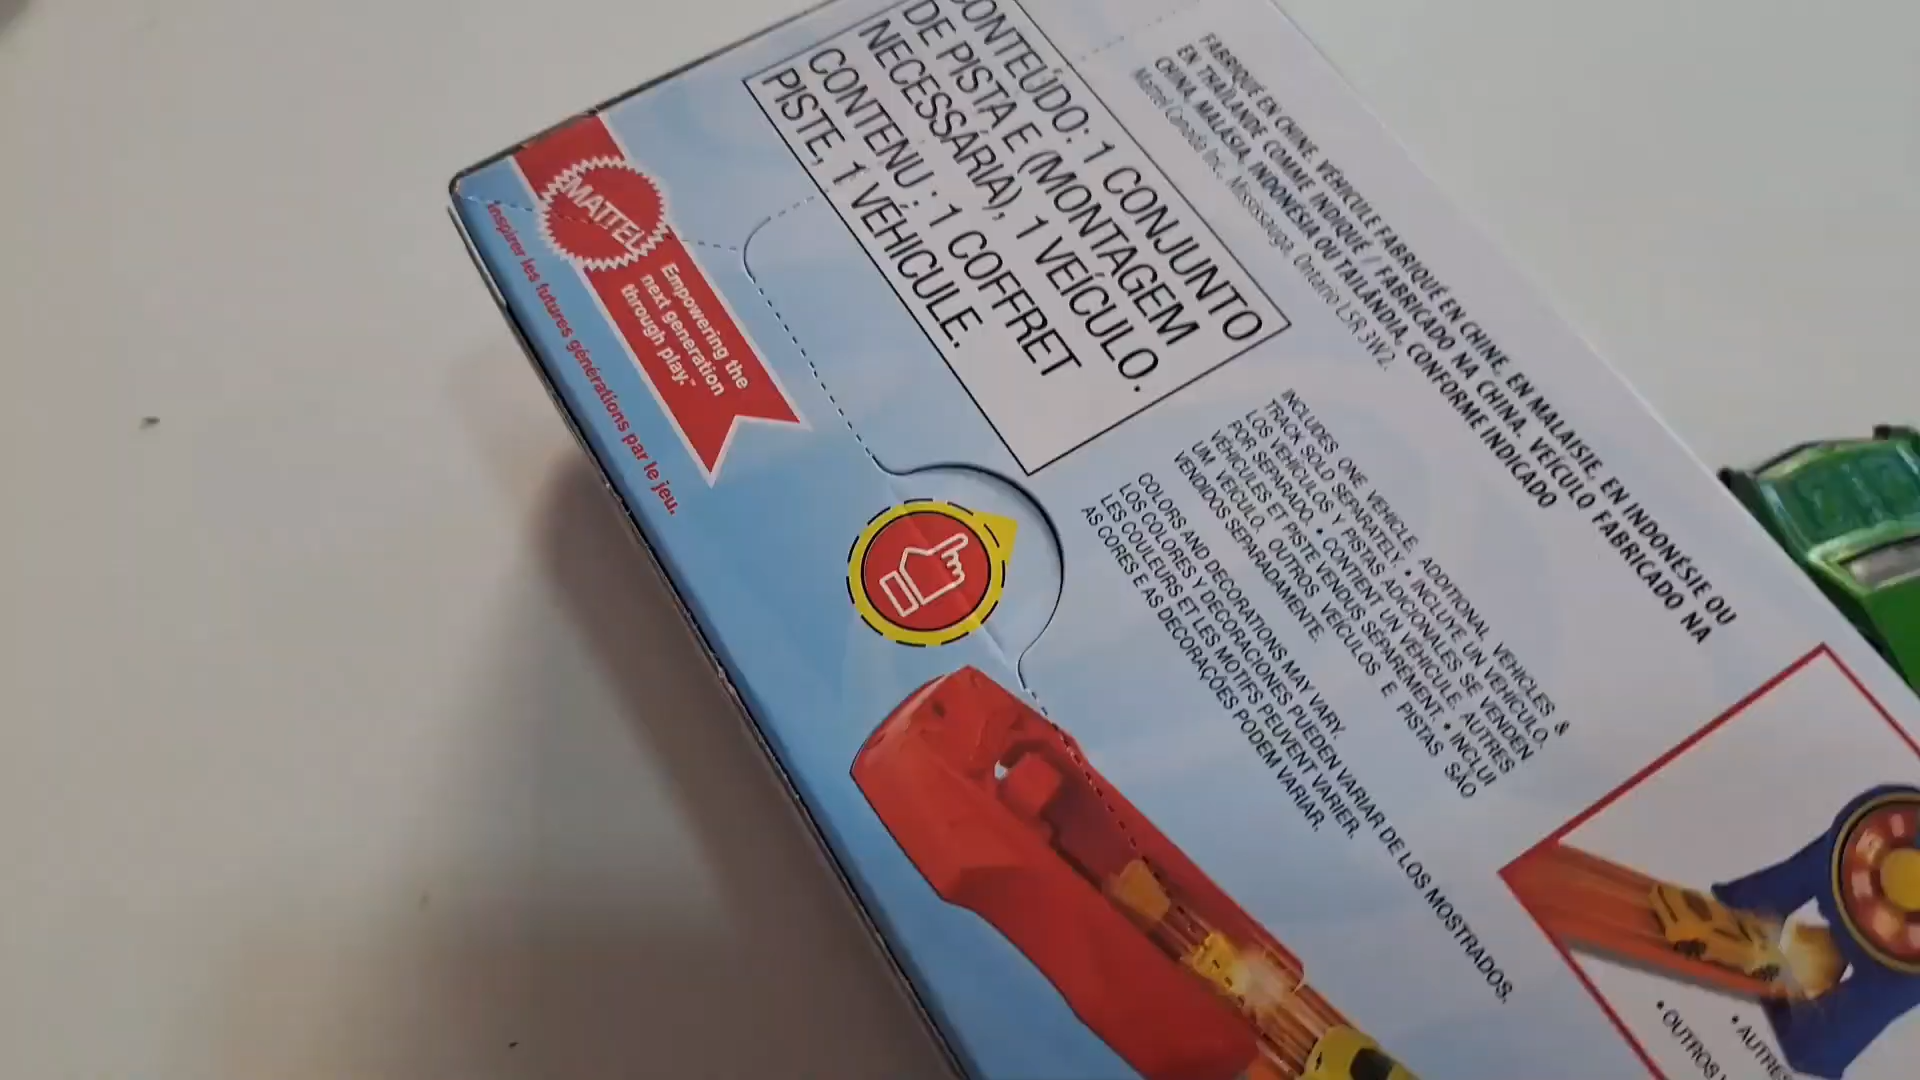 CONTEÚDO: 1 CONJUNTO
DE PISTA E (MONTAGEM
NECESSÁRIA), 1 VEÍCULO.
CONTENU : 1 COFFRET
PISTE, 1 VÉHICULE.
FABRIQUÉ EN CHINE. VÉHICULE FABRIQUÉ EN CHINE, EN MALAISIE, EN INDONÉSIE OU
EN THAÏLANDE COMME INDIQUÉ / FABRICADO NA CHINA. VEÍCULO FABRICADO NA
CHINA, MALÁSIA, INDONÉSIA OU TAILÂNDIA, CONFORME INDICADO
Mattel Canada Inc., Mississauga, Ontario L5R 3W2.
MATTEL
Empowering the
next generation
through play.™
Inspirer les futures générations par le jeu.
INCLUDES ONE VEHICLE. ADDITIONAL VEHICLES &
TRACK SOLD SEPARATELY. • INCLUYE UN VEHÍCULO.
LOS VEHÍCULOS Y PISTAS ADICIONALES SE VENDEN
POR SEPARADO. • CONTIENT UN VÉHICULE. AUTRES
VÉHICULES ET PISTE VENDUS SÉPARÉMENT. • INCLUI
UM VEÍCULO. OUTROS VEÍCULOS E PISTAS SÃO
VENDIDOS SEPARADAMENTE.
COLORS AND DECORATIONS MAY VARY.
LOS COLORES Y DECORACIONES PUEDEN VARIAR DE LOS MOSTRADOS.
LES COULEURS ET LES MOTIFS PEUVENT VARIER.
AS CORES E AS DECORAÇÕES PODEM VARIAR.
• AUTRES
• OUTROS